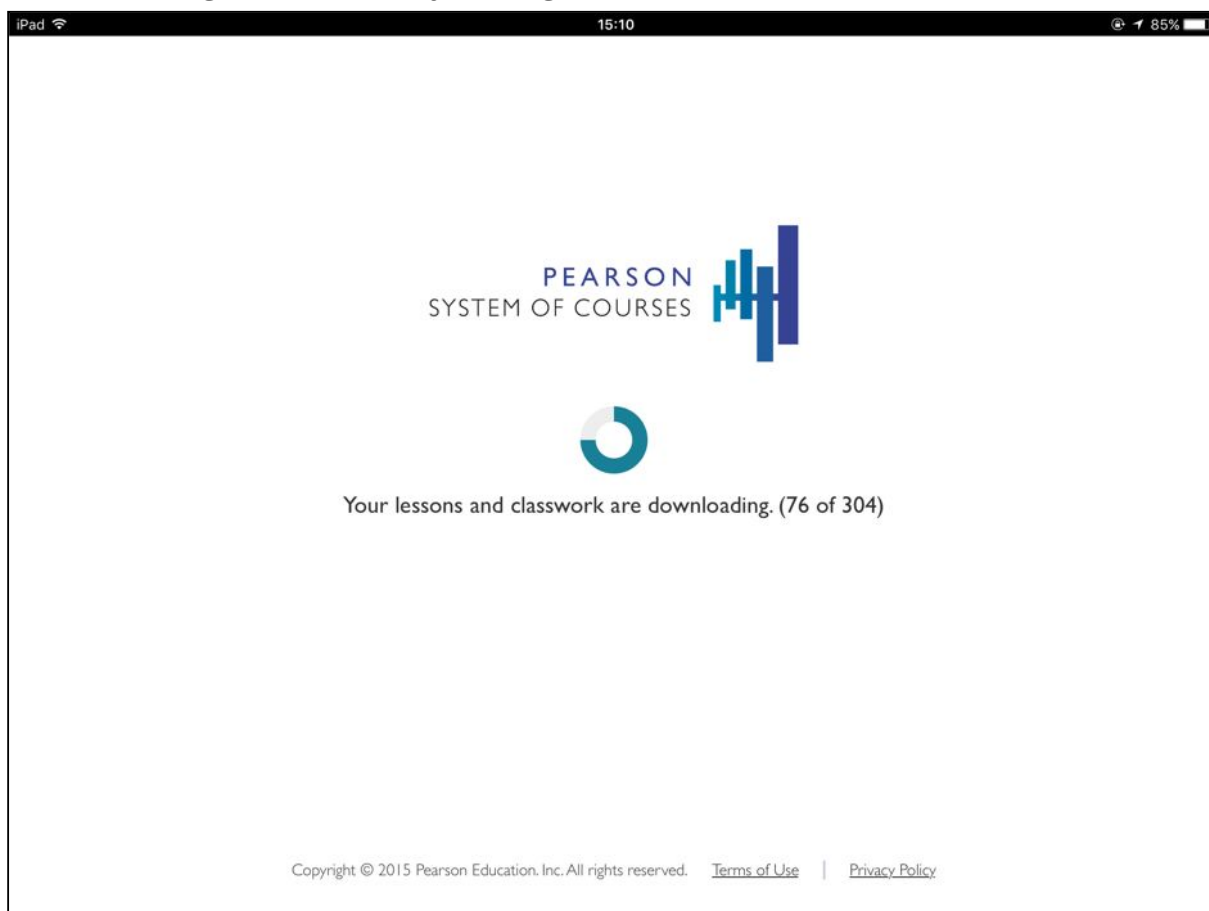 iPad 15:10 85%
PEARSON
SYSTEM OF COURSES
Your lessons and classwork are downloading. (76 of 304)
Copyright © 2015 Pearson Education. Inc. All rights reserved. Terms of Use | Privacy Policy